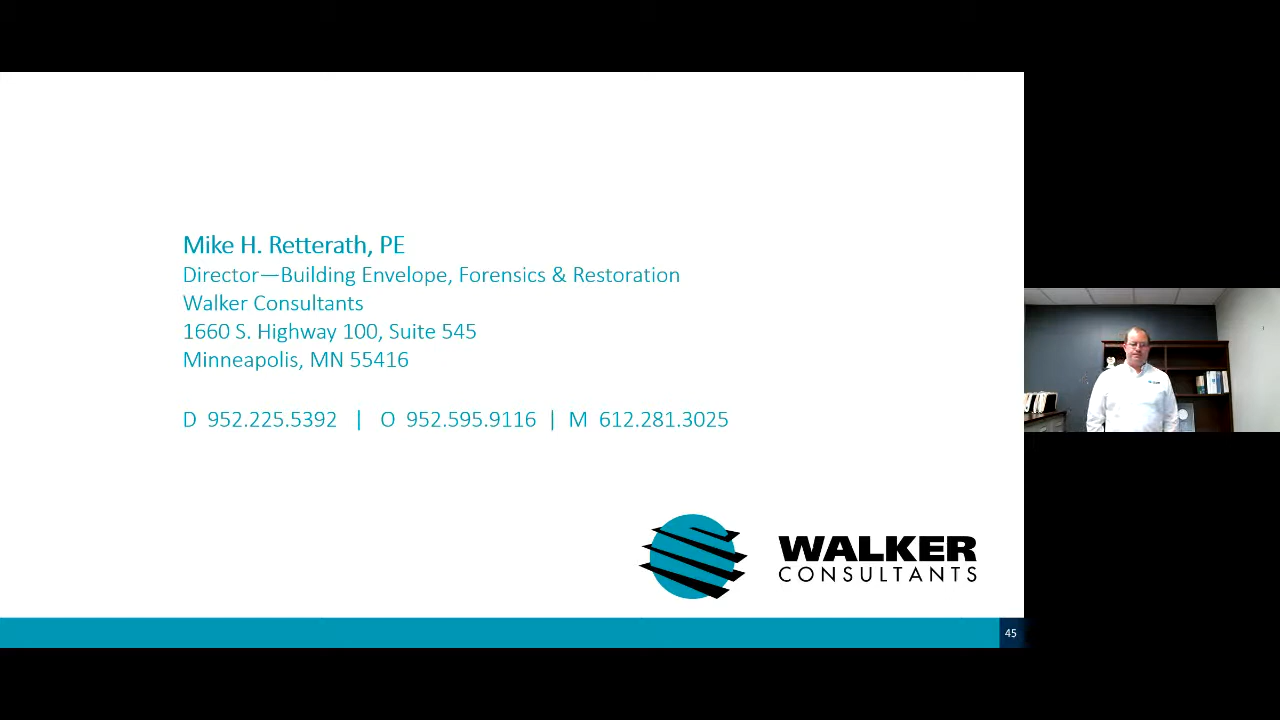 Mike H. Retterath, PE
Director—Building Envelope, Forensics & Restoration
Walker Consultants
1660 S. Highway 100, Suite 545
Minneapolis, MN 55416
D 952.225.5392 | O 952.595.9116 | M 612.281.3025
WALKER
CONSULTANTS
45